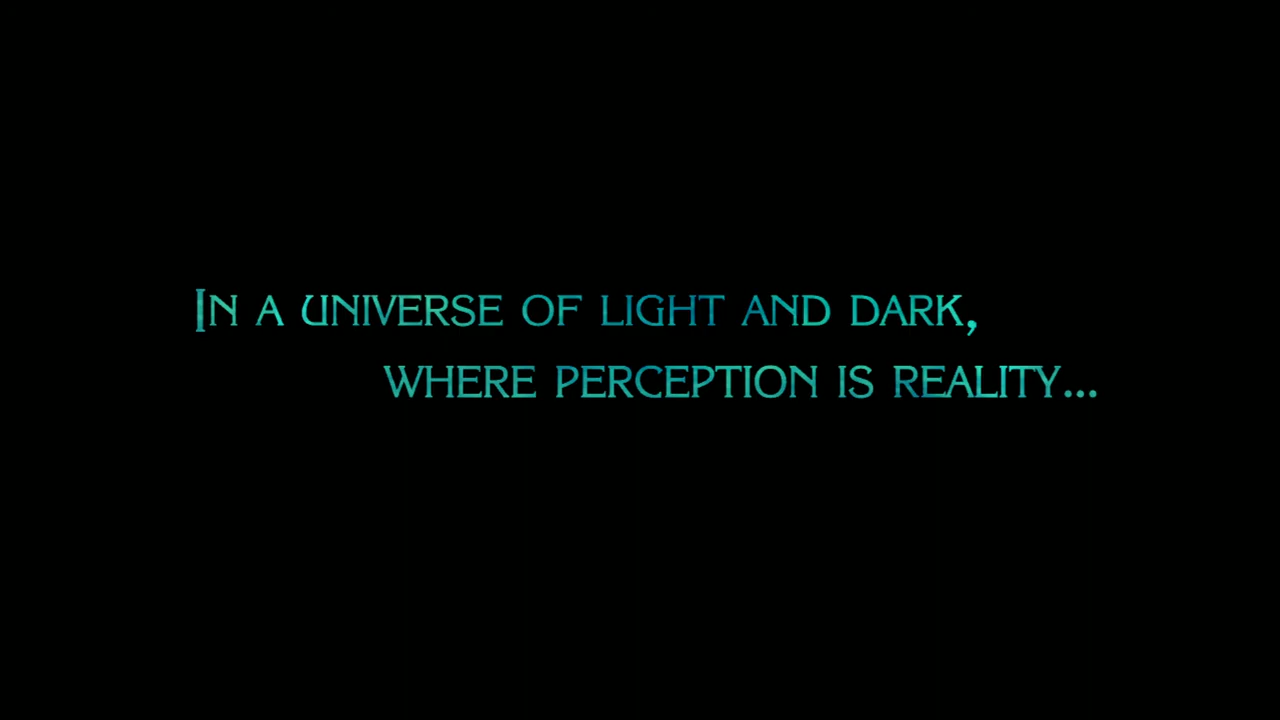 In a universe of light and dark,
where perception is reality...